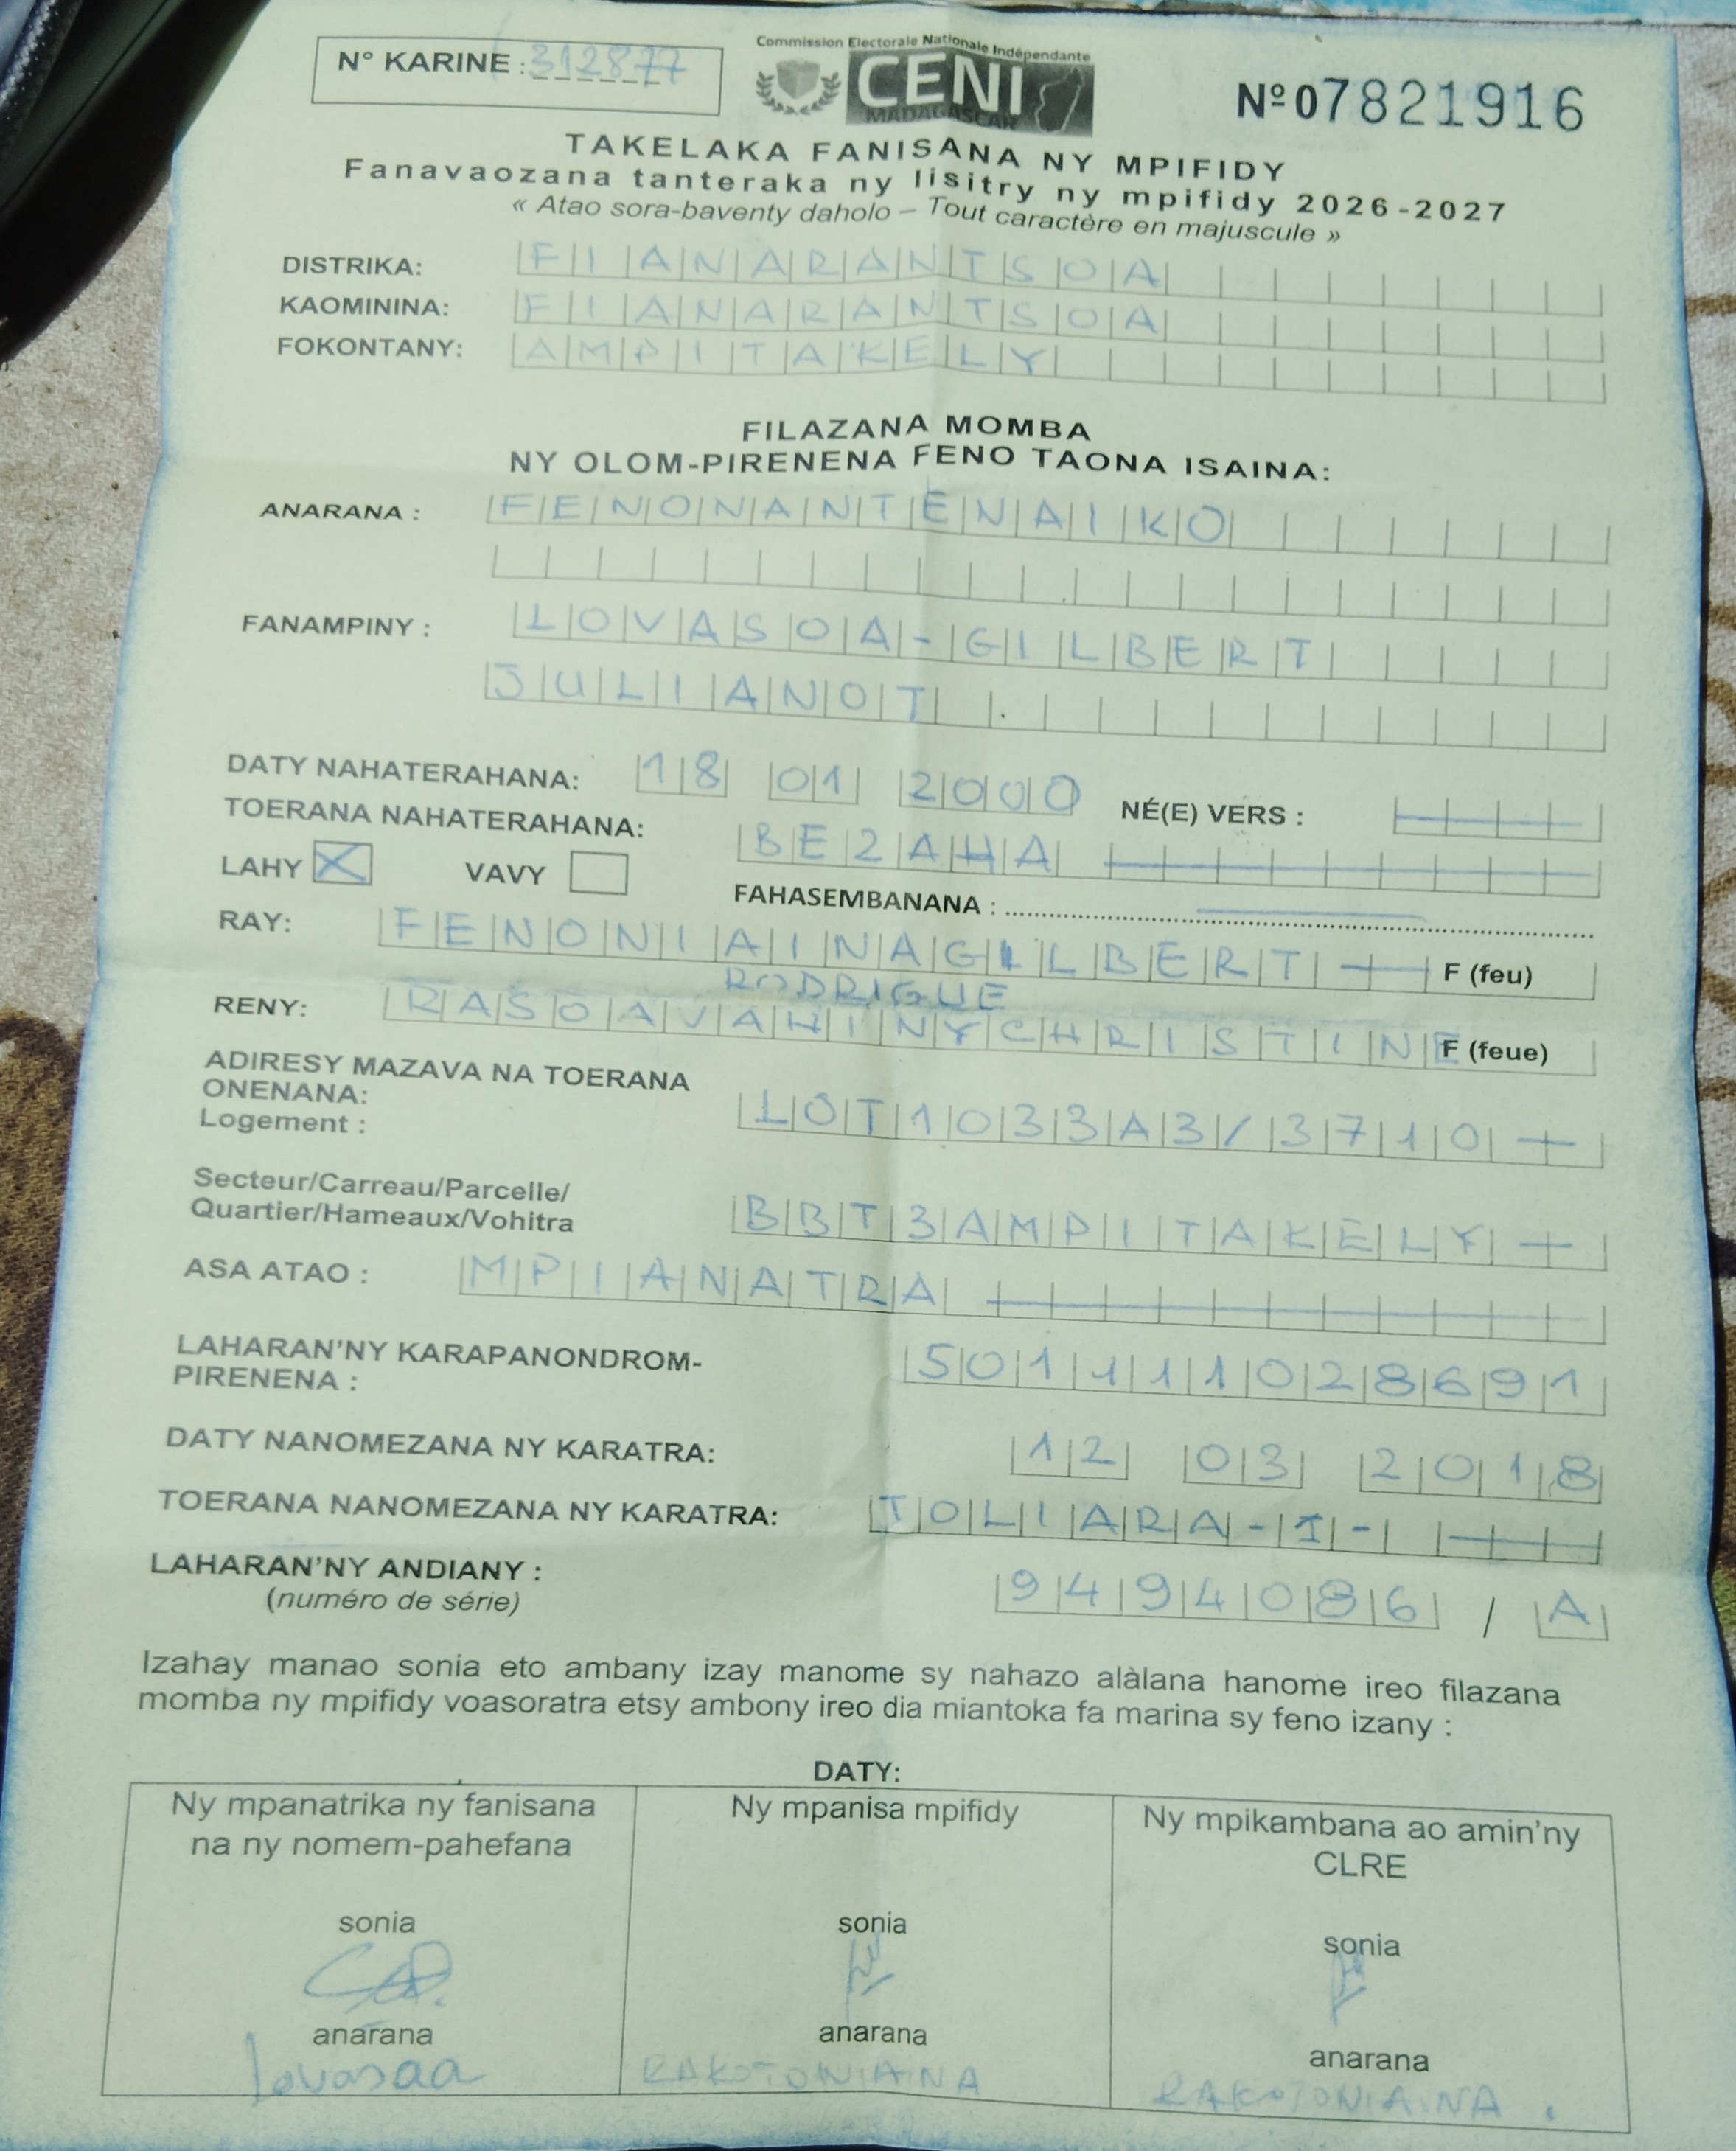 N° KARINE : 312877
Commission Electorale Nationale Indépendante
CENI
MADAGASCAR
Nº 07821916
TAKELAKA FANISANA NY MPIFIDY
Fanavaozana tanteraka ny lisitry ny mpifidy 2026-2027
« Atao sora-baventy daholo – Tout caractère en majuscule »
DISTRIKA: FIANARANTSOA
KAOMININA: FIANARANTSOA
FOKONTANY: AMPITAKELY
FILAZANA MOMBA
NY OLOM-PIRENENA FENO TAONA ISAINA:
ANARANA : FENONANTENAIKO
FANAMPINY : LOVASOA-GILBERT
JULIANOT
DATY NAHATERAHANA: 18 01 2000 NÉ(E) VERS :
TOERANA NAHATERAHANA: BEZAHA
LAHY X VAVY
FAHASEMBANANA :
RAY: FENONIAINAGILBERT F (feu)
RODRIGUE
RENY: RASOAVAHINYCHRISTINE F (feue)
ADIRESY MAZAVA NA TOERANA
ONENANA:
Logement : LOT1033A3/3710
Secteur/Carreau/Parcelle/
Quartier/Hameaux/Vohitra BBT3AMPITAKELY
ASA ATAO : MPIANATRA
LAHARAN'NY KARAPANONDROM-
PIRENENA : 501111028691
DATY NANOMEZANA NY KARATRA: 12 03 2018
TOERANA NANOMEZANA NY KARATRA: TOLIARA-I-
LAHARAN'NY ANDIANY : 9494086 / A
(numéro de série)
Izahay manao sonia eto ambany izay manome sy nahazo alàlana hanome ireo filazana
momba ny mpifidy voasoratra etsy ambony ireo dia miantoka fa marina sy feno izany :
DATY:
Ny mpanatrika ny fanisana
na ny nomem-pahefana
sonia
anarana
lovasoa
Ny mpanisa mpifidy
sonia
anarana
RAKOTONIAINA
Ny mpikambana ao amin'ny
CLRE
sonia
anarana
RAKOTONIAINA .